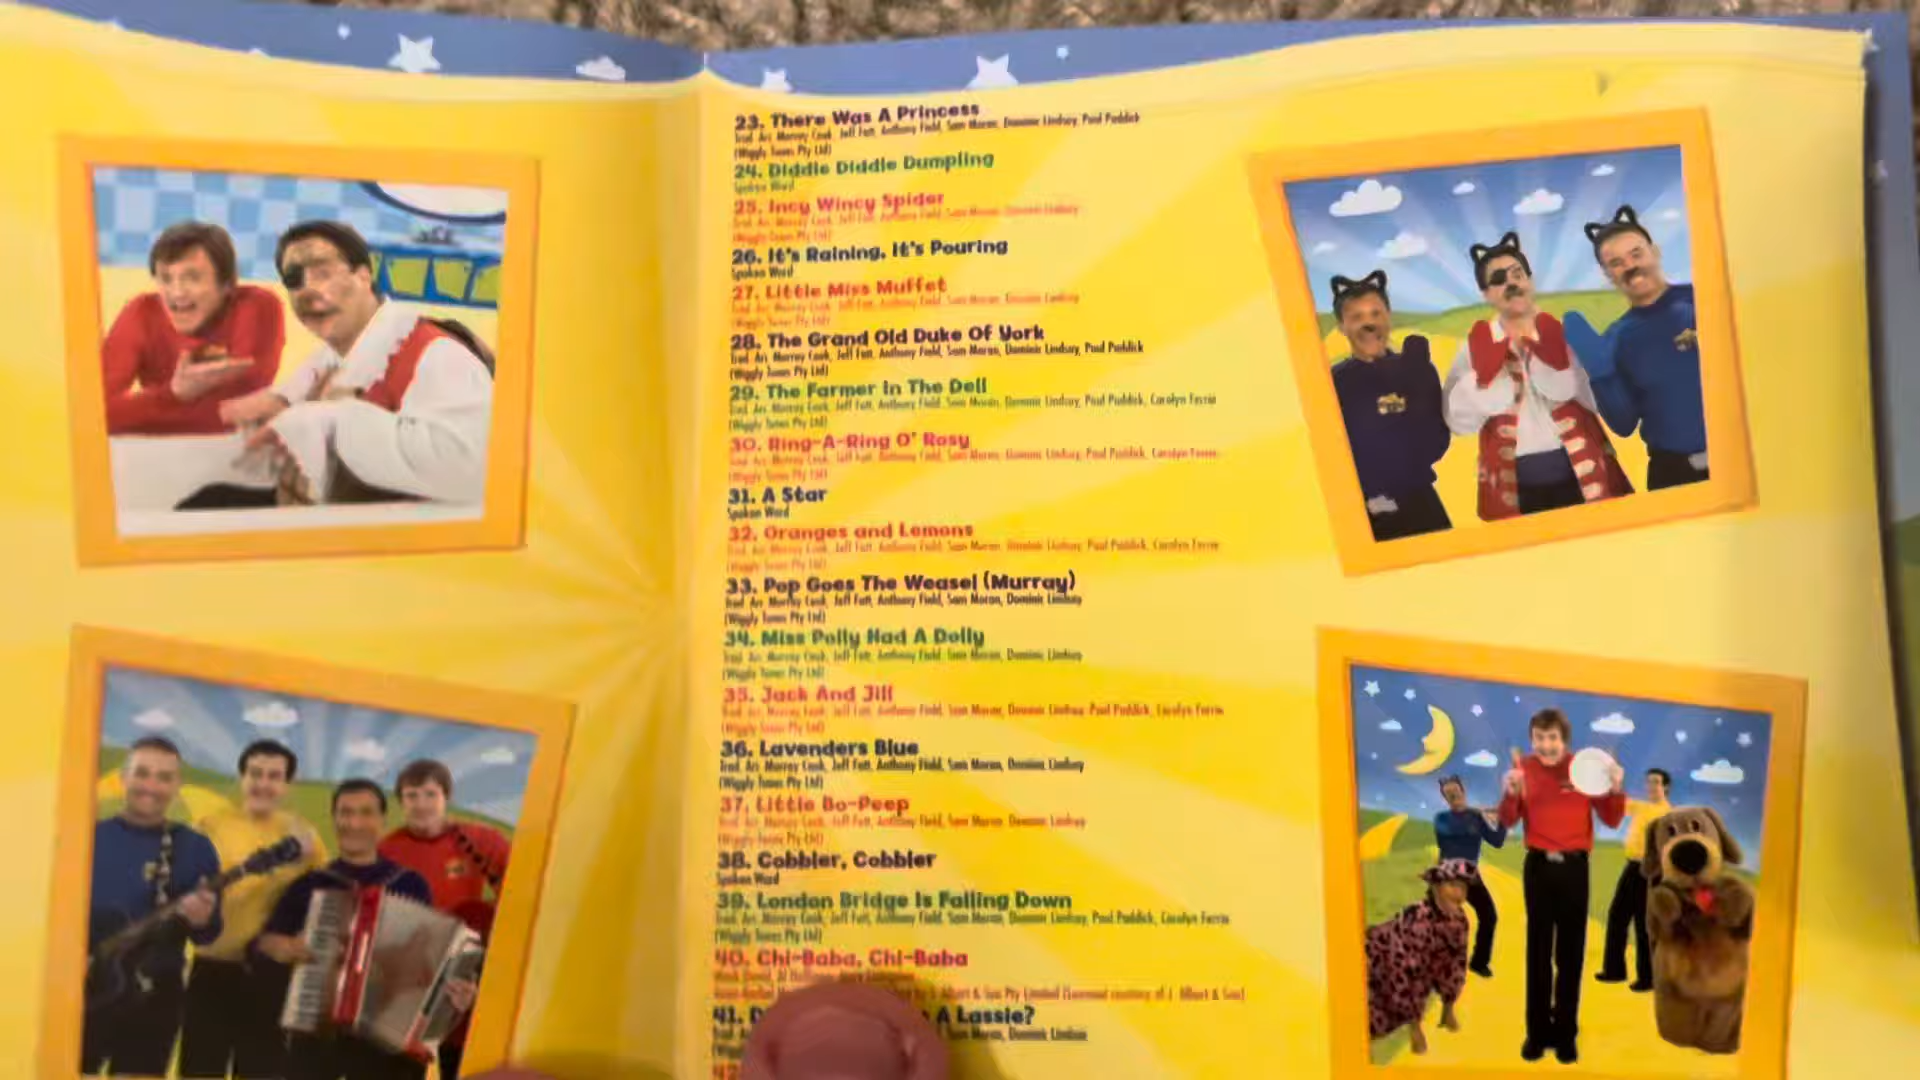 23. There Was A Princess
Trad. Arr. Murray Cook, Jeff Fatt, Anthony Field, Sam Moran, Dominic Lindsay, Paul Paddick
(Wiggly Tunes Pty Ltd)
24. Diddle Diddle Dumpling
Spoken Word
25. Incy Wincy Spider
Trad. Arr. Murray Cook, Jeff Fatt, Anthony Field, Sam Moran, Dominic Lindsay
(Wiggly Tunes Pty Ltd)
26. It's Raining, It's Pouring
Spoken Word
27. Little Miss Muffet
Trad. Arr. Murray Cook, Jeff Fatt, Anthony Field, Sam Moran, Dominic Lindsay
(Wiggly Tunes Pty Ltd)
28. The Grand Old Duke Of York
Trad. Arr. Murray Cook, Jeff Fatt, Anthony Field, Sam Moran, Dominic Lindsay, Paul Paddick
(Wiggly Tunes Pty Ltd)
29. The Farmer In The Dell
Trad. Arr. Murray Cook, Jeff Fatt, Anthony Field, Sam Moran, Dominic Lindsay, Paul Paddick, Carolyn Ferrie
(Wiggly Tunes Pty Ltd)
30. Ring-A-Ring O' Rosy
Trad. Arr. Murray Cook, Jeff Fatt, Anthony Field, Sam Moran, Dominic Lindsay, Paul Paddick, Carolyn Ferrie
(Wiggly Tunes Pty Ltd)
31. A Star
Spoken Word
32. Oranges and Lemons
Trad. Arr. Murray Cook, Jeff Fatt, Anthony Field, Sam Moran, Dominic Lindsay, Paul Paddick, Carolyn Ferrie
(Wiggly Tunes Pty Ltd)
33. Pop Goes The Weasel (Murray)
Trad. Arr. Murray Cook, Jeff Fatt, Anthony Field, Sam Moran, Dominic Lindsay
(Wiggly Tunes Pty Ltd)
34. Miss Polly Had A Dolly
Trad. Arr. Murray Cook, Jeff Fatt, Anthony Field, Sam Moran, Dominic Lindsay
(Wiggly Tunes Pty Ltd)
35. Jack And Jill
Trad. Arr. Murray Cook, Jeff Fatt, Anthony Field, Sam Moran, Dominic Lindsay, Paul Paddick, Carolyn Ferrie
(Wiggly Tunes Pty Ltd)
36. Lavenders Blue
Trad. Arr. Murray Cook, Jeff Fatt, Anthony Field, Sam Moran, Dominic Lindsay
(Wiggly Tunes Pty Ltd)
37. Little Bo-Peep
Trad. Arr. Murray Cook, Jeff Fatt, Anthony Field, Sam Moran, Dominic Lindsay
(Wiggly Tunes Pty Ltd)
38. Cobbler, Cobbler
Spoken Word
39. London Bridge Is Falling Down
Trad. Arr. Murray Cook, Jeff Fatt, Anthony Field, Sam Moran, Dominic Lindsay, Paul Paddick, Carolyn Ferrie
(Wiggly Tunes Pty Ltd)
40. Chi-Baba, Chi-Baba
Albert & Son Pty Limited (Licensed courtesy of J. Albert & Son)
41. D A Lassie?
Trad. Sam Moran, Dominic Lindsay
42